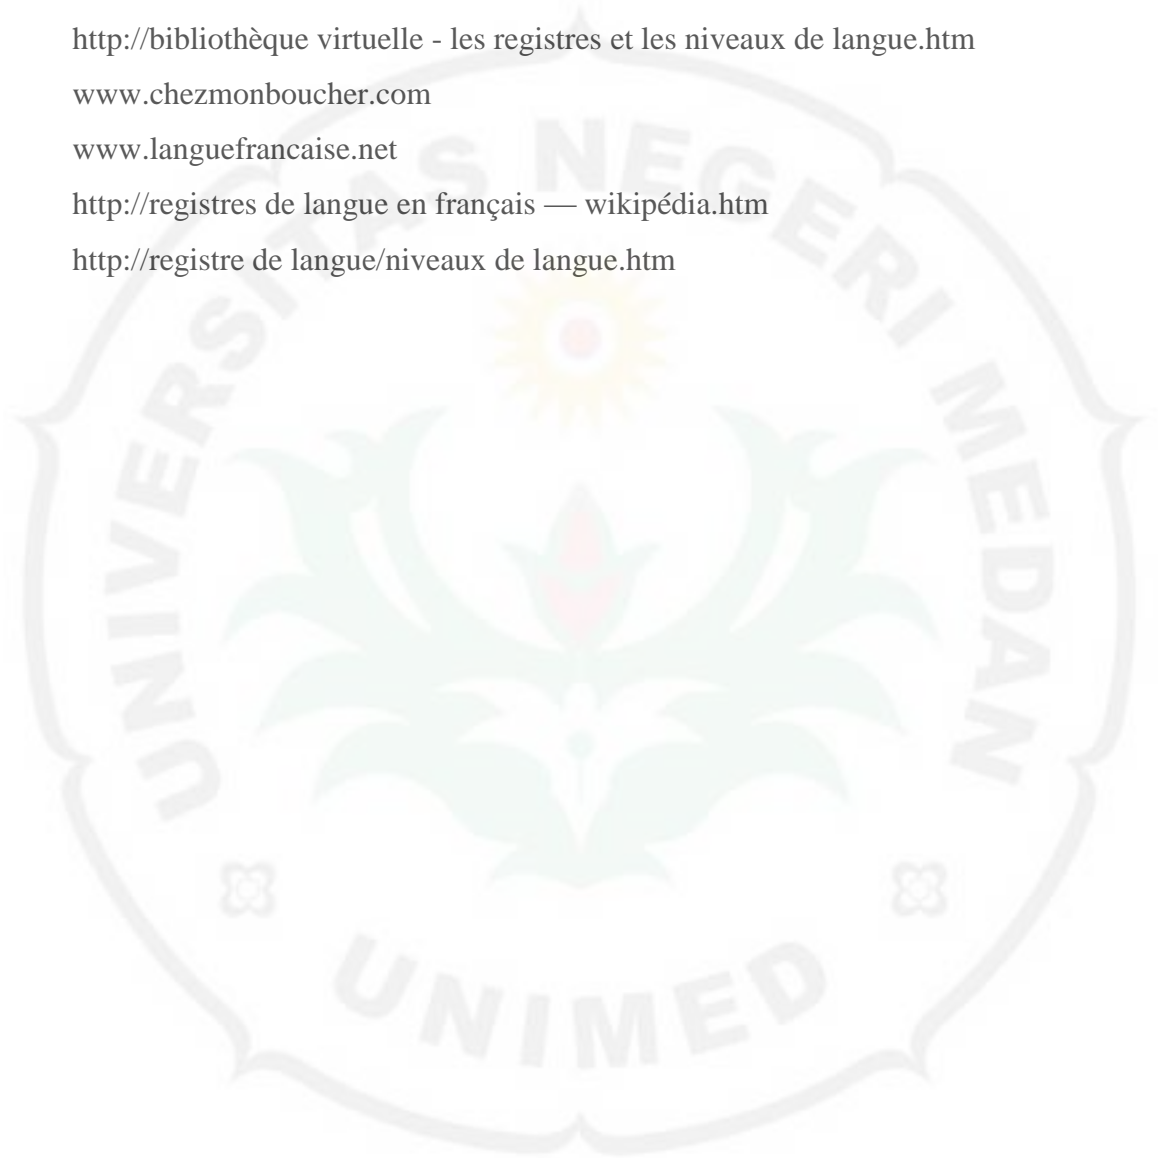 http://bibliothèque virtuelle - les registres et les niveaux de langue.htm
www.chezmonboucher.com
www.languefrancaise.net
http://registres de langue en français — wikipédia.htm
http://registre de langue/niveaux de langue.htm
UNIVERSITAS NEGERI MEDAN
UNIMED